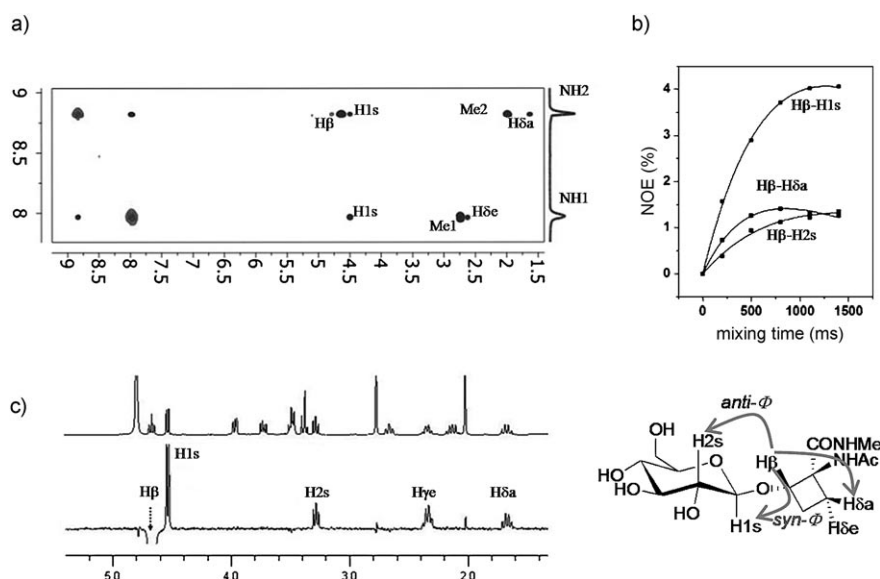 a)
9
8.5
8
NH2
H1s
Hβ
Me2
Hδa
NH1
H1s
Me1
Hδe
9 8.5 8 7.5 7 6.5 6 5.5 5 4.5 4 3.5 3 2.5 2 1.5
b)
NOE (%)
4
3
2
1
0
Hβ-H1s
Hβ-Hδa
Hβ-H2s
0 500 1000 1500
mixing time (ms)
c)
H1s
Hβ
H2s
Hγe
Hδa
5.0 4.0 3.0 2.0
anti-Φ
OH
H2s
CONHMe
HO
O
Hβ
NHAc
HO
O
Hδa
OH
syn-Φ
H1s
Hδe